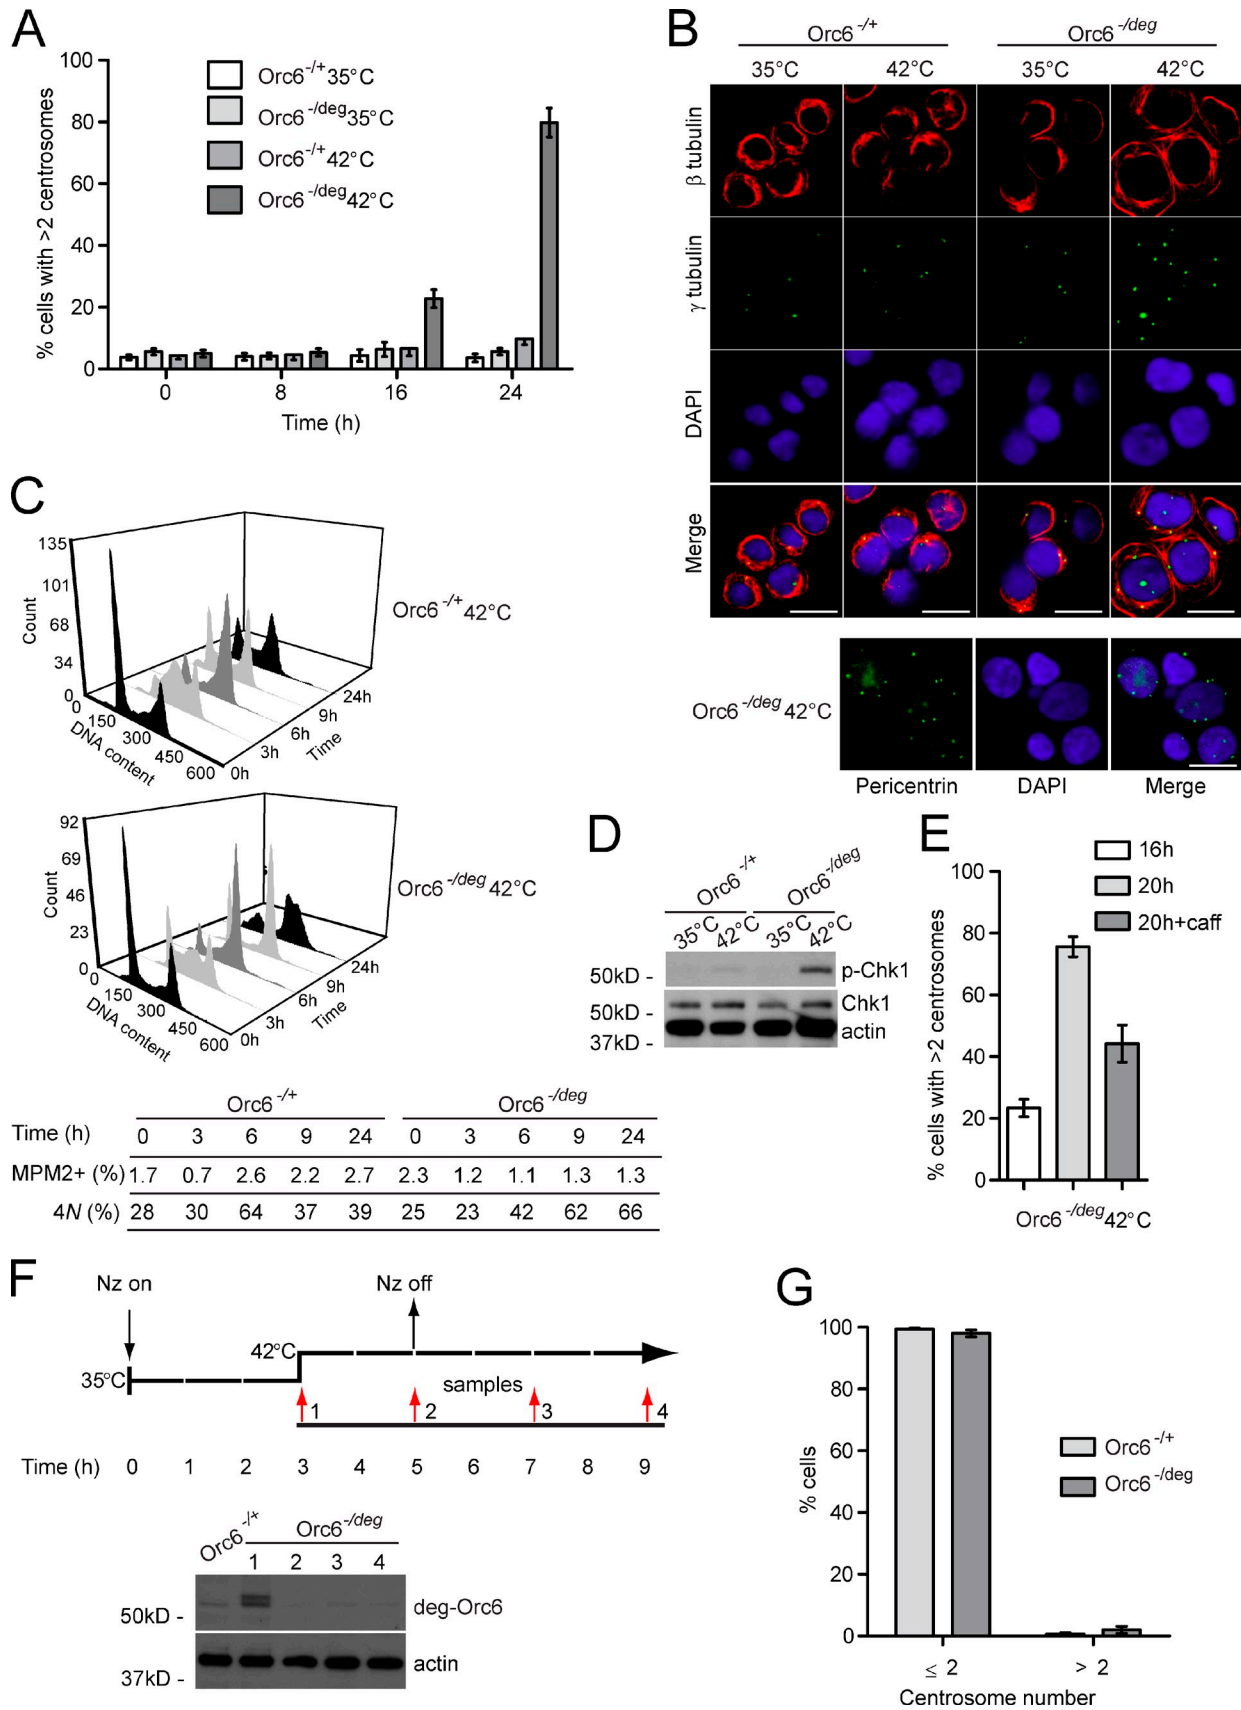 A
100
80
60
40
20
0
% cells with >2 centrosomes
Orc6-/+35°C
Orc6-/deg35°C
Orc6-/+42°C
Orc6-/deg42°C
0 8 16 24
Time (h)
B
Orc6-/+ Orc6-/deg
35°C 42°C 35°C 42°C
β tubulin
γ tubulin
DAPI
Merge
Orc6-/deg42°C
Pericentrin DAPI Merge
C
135
101
68
34
0
Count
0 150 300 450 600
DNA content
0h 3h 6h 9h 24h
Time
Orc6-/+42°C
92
69
46
23
0
Count
0 150 300 450 600
DNA content
0h 3h 6h 9h 24h
Time
Orc6-/deg42°C
Orc6-/+ Orc6-/deg
Time (h) 0 3 6 9 24 0 3 6 9 24
MPM2+ (%) 1.7 0.7 2.6 2.2 2.7 2.3 1.2 1.1 1.3 1.3
4N (%) 28 30 64 37 39 25 23 42 62 66
D
Orc6-/+ Orc6-/deg
35°C 42°C 35°C 42°C
50kD - p-Chk1
50kD - Chk1
37kD - actin
E
16h
20h
20h+caff
100
80
60
40
20
0
% cells with >2 centrosomes
Orc6-/deg42°C
F
Nz on Nz off
42°C
35°C
samples
1 2 3 4
Time (h) 0 1 2 3 4 5 6 7 8 9
Orc6-/+ Orc6-/deg
1 2 3 4
50kD - deg-Orc6
37kD - actin
G
100
80
60
40
20
0
% cells
Orc6-/+
Orc6-/deg
≤ 2 > 2
Centrosome number